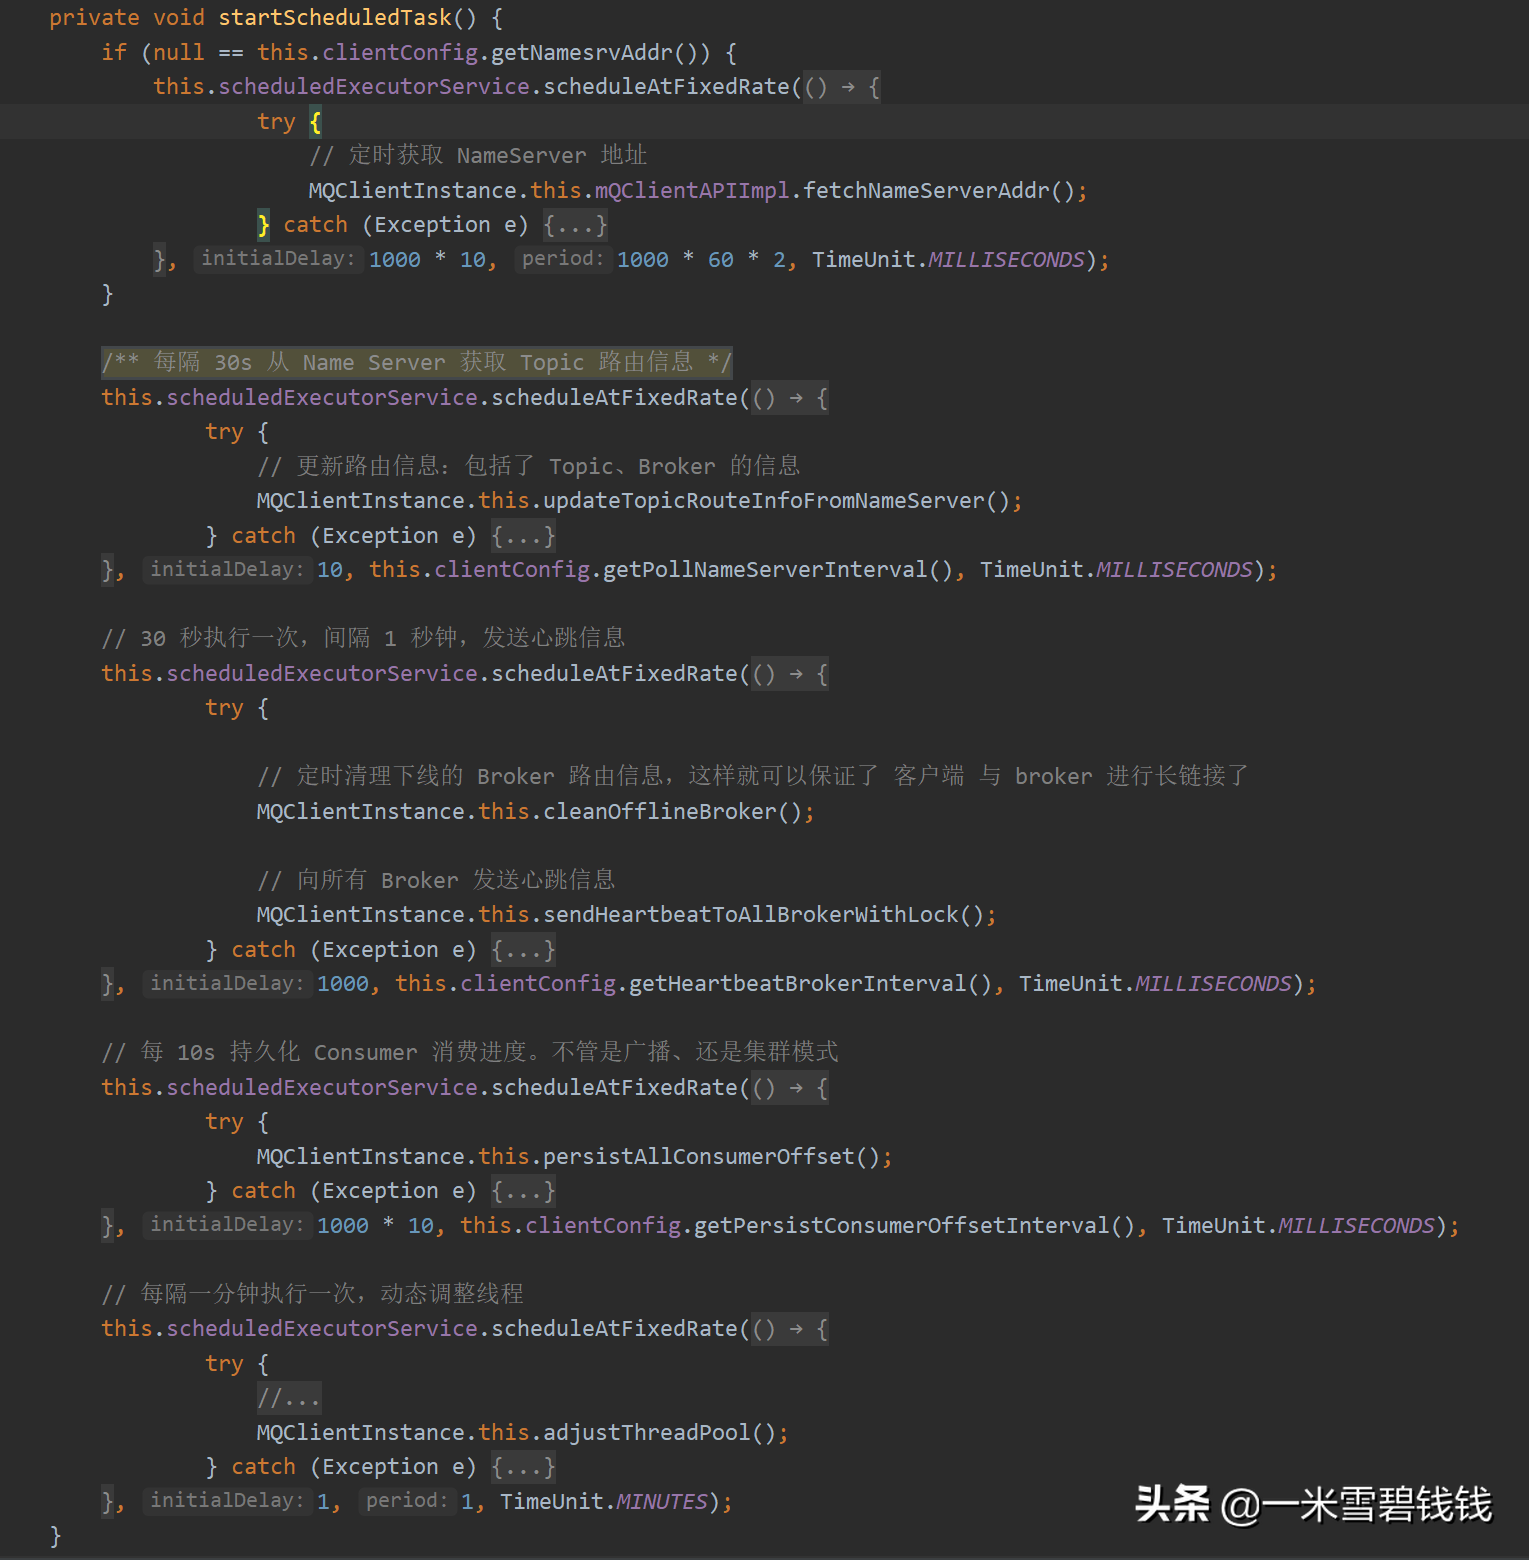 private void startScheduledTask() {
if (null == this.clientConfig.getNamesrvAddr()) {
this.scheduledExecutorService.scheduleAtFixedRate(() → {
try {
// 定时获取 NameServer 地址
MQClientInstance.this.mQClientAPIImpl.fetchNameServerAddr();
} catch (Exception e) {...}
}, initialDelay: 1000 * 10, period: 1000 * 60 * 2, TimeUnit.MILLISECONDS);
}
/** 每隔 30s 从 Name Server 获取 Topic 路由信息 */
this.scheduledExecutorService.scheduleAtFixedRate(() → {
try {
// 更新路由信息：包括了 Topic、Broker 的信息
MQClientInstance.this.updateTopicRouteInfoFromNameServer();
} catch (Exception e) {...}
}, initialDelay: 10, this.clientConfig.getPollNameServerInterval(), TimeUnit.MILLISECONDS);
// 30 秒执行一次，间隔 1 秒钟，发送心跳信息
this.scheduledExecutorService.scheduleAtFixedRate(() → {
try {
// 定时清理下线的 Broker 路由信息，这样就可以保证了 客户端 与 broker 进行长链接了
MQClientInstance.this.cleanOfflineBroker();
// 向所有 Broker 发送心跳信息
MQClientInstance.this.sendHeartbeatToAllBrokerWithLock();
} catch (Exception e) {...}
}, initialDelay: 1000, this.clientConfig.getHeartbeatBrokerInterval(), TimeUnit.MILLISECONDS);
// 每 10s 持久化 Consumer 消费进度。不管是广播、还是集群模式
this.scheduledExecutorService.scheduleAtFixedRate(() → {
try {
MQClientInstance.this.persistAllConsumerOffset();
} catch (Exception e) {...}
}, initialDelay: 1000 * 10, this.clientConfig.getPersistConsumerOffsetInterval(), TimeUnit.MILLISECONDS);
// 每隔一分钟执行一次，动态调整线程
this.scheduledExecutorService.scheduleAtFixedRate(() → {
try {
//...
MQClientInstance.this.adjustThreadPool();
} catch (Exception e) {...}
}, initialDelay: 1, period: 1, TimeUnit.MINUTES);
}
头条 @一米雪碧钱钱